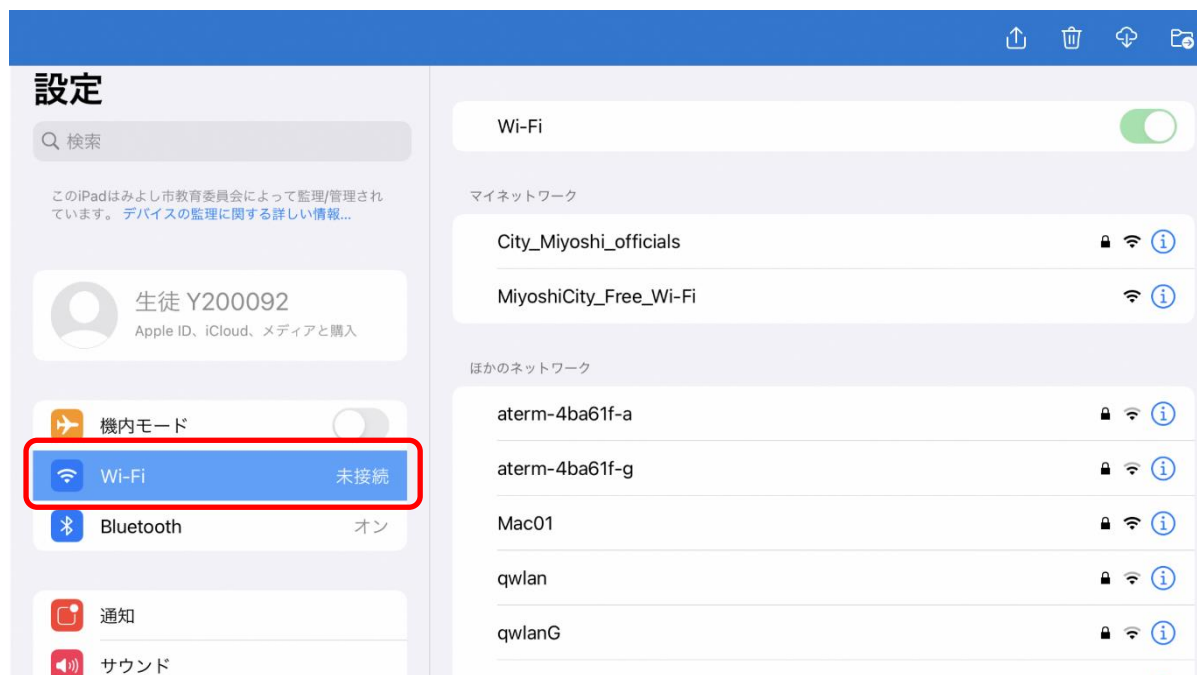 設定
検索
このiPadはみよし市教育委員会によって監理/管理され
ています。 デバイスの監理に関する詳しい情報...
生徒 Y200092
Apple ID、iCloud、メディアと購入
機内モード
Wi-Fi 未接続
Bluetooth オン
通知
サウンド
Wi-Fi
マイネットワーク
City_Miyoshi_officials
MiyoshiCity_Free_Wi-Fi
ほかのネットワーク
aterm-4ba61f-a
aterm-4ba61f-g
Mac01
qwlan
qwlanG